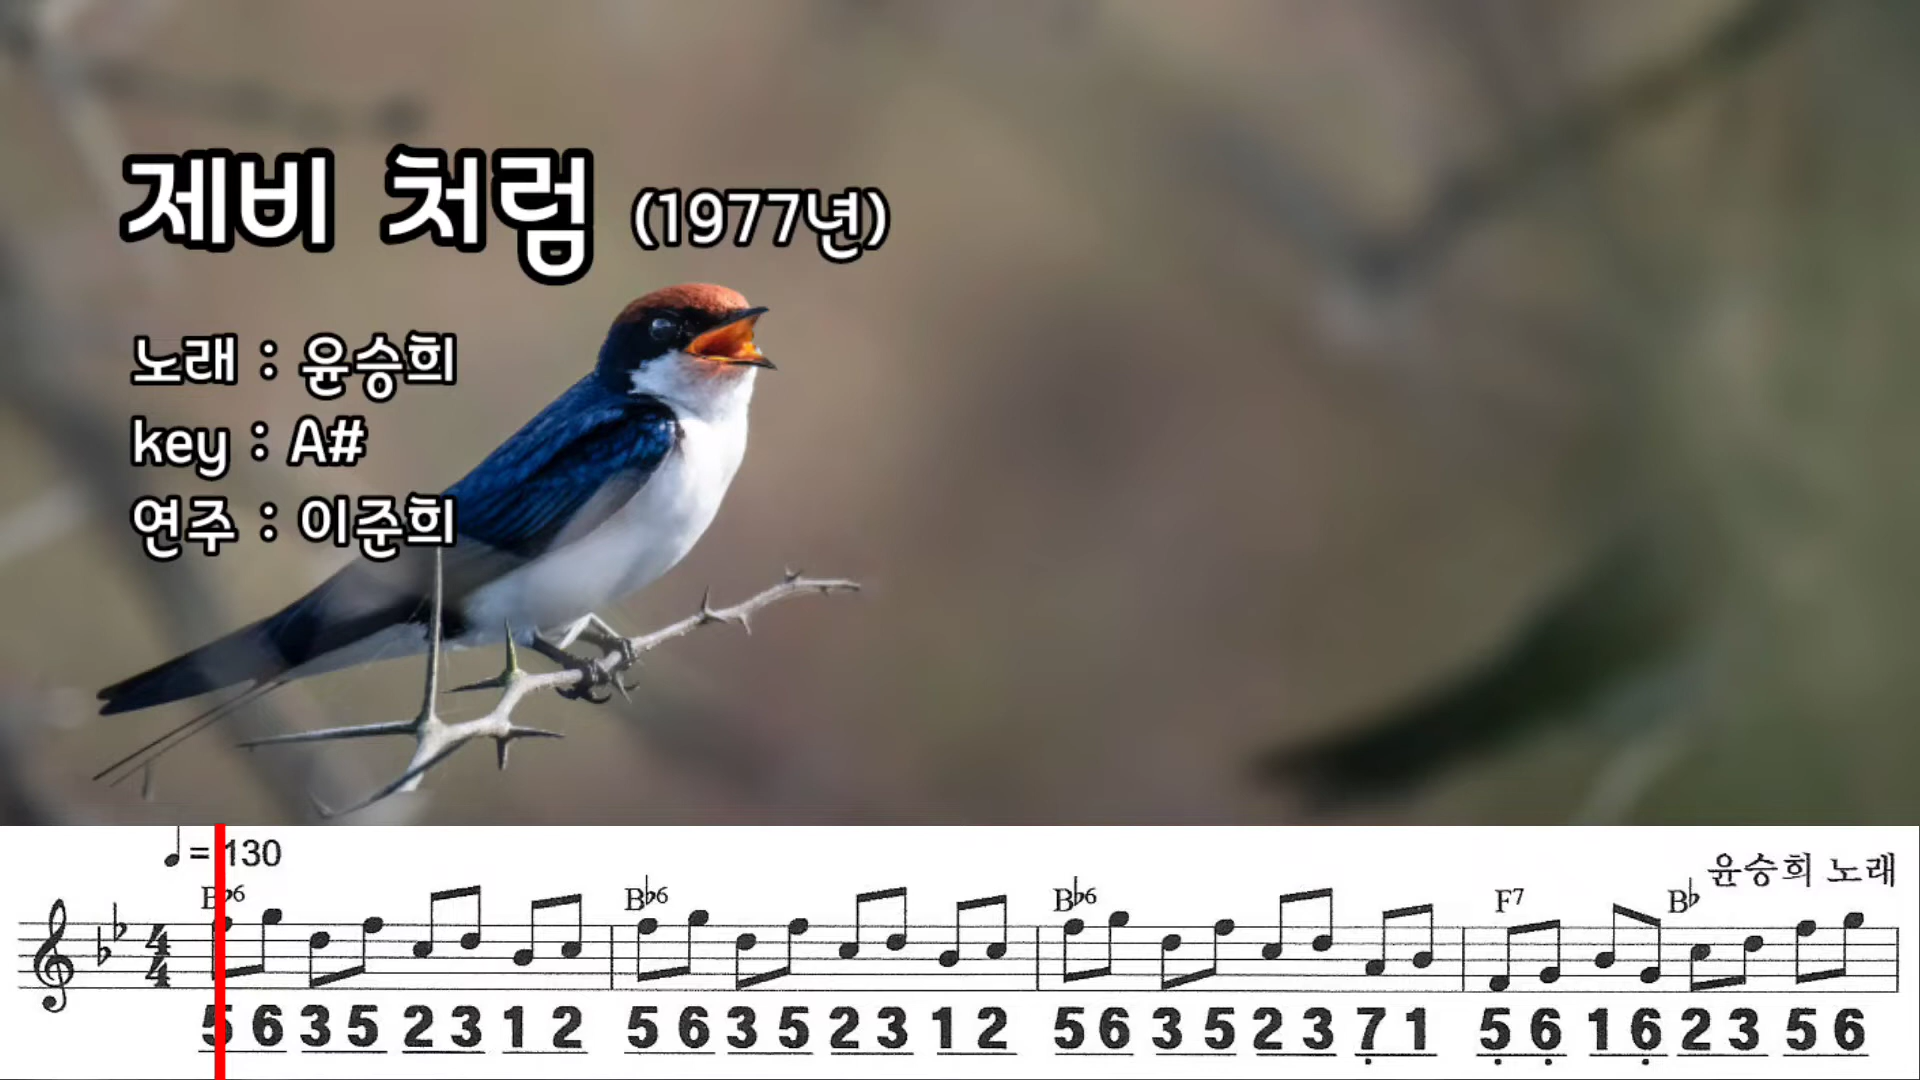 제비 처럼 (1977년)
노래 : 윤승희
key : A#
연주 : 이준희
♩ = 130
윤승희 노래
B♭6 B♭6 B♭6 F7 B♭
4/4
5 6 3 5 2 3 1 2 5 6 3 5 2 3 1 2 5 6 3 5 2 3 7̣ 1 5̣ 6̣ 1 6̣ 2 3 5 6